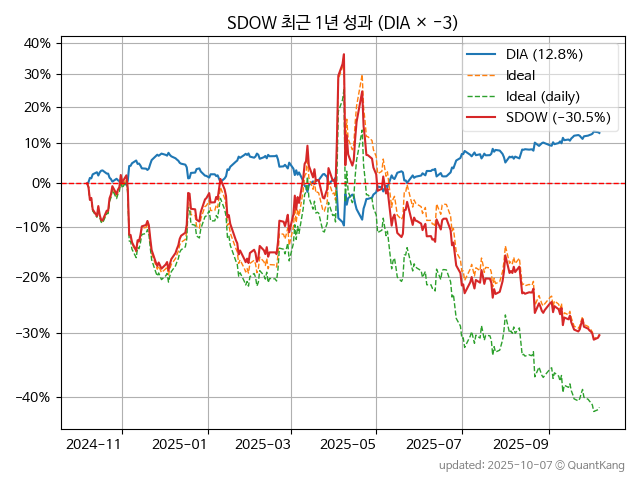 SDOW 최근 1년 성과 (DIA × −3)
40%
30%
20%
10%
0%
−10%
−20%
−30%
−40%
DIA (12.8%)
Ideal
Ideal (daily)
SDOW (−30.5%)
2024-11 2025-01 2025-03 2025-05 2025-07 2025-09
updated: 2025-10-07 © QuantKang